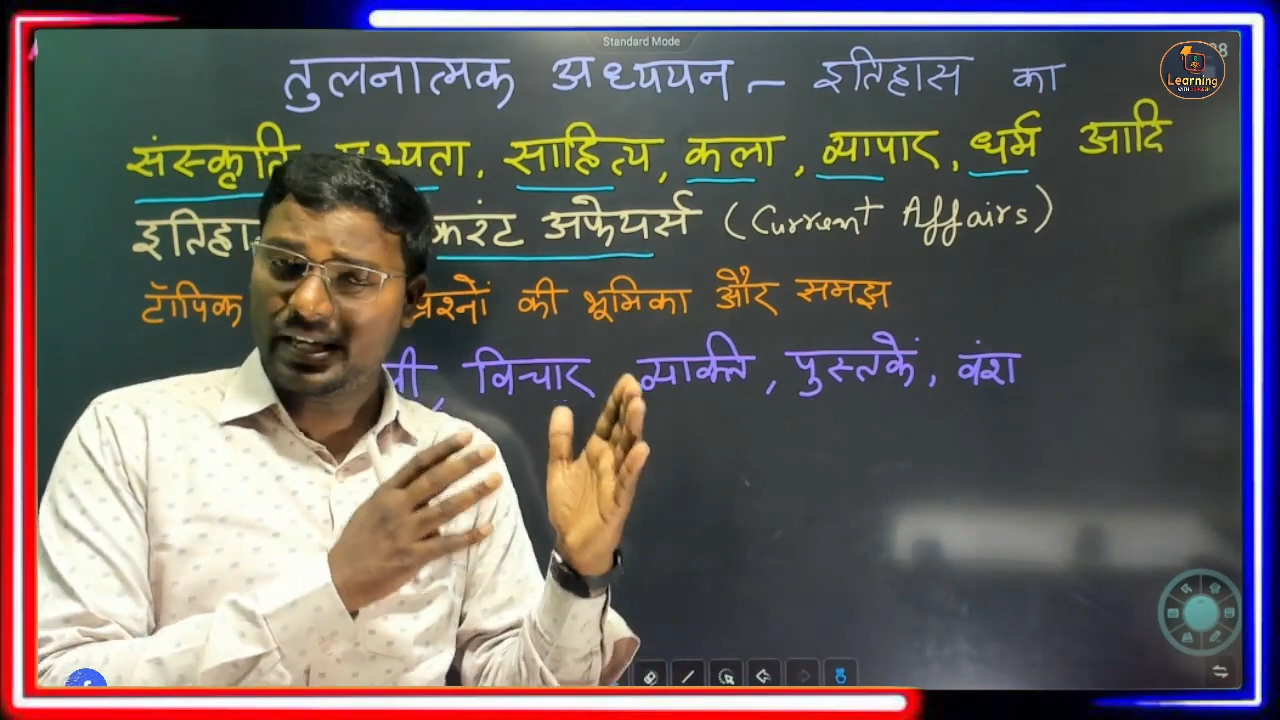 Standard Mode
Learning
तुलनात्मक अध्ययन – इतिहास का
संस्कृति, सभ्यता, साहित्य, कला, व्यापार, धर्म आदि
करंट अफेयर्स (Current Affairs)
टॉपिक प्रश्नों की भूमिका और समझ
विचार, व्यक्ति, पुस्तकें, वंश